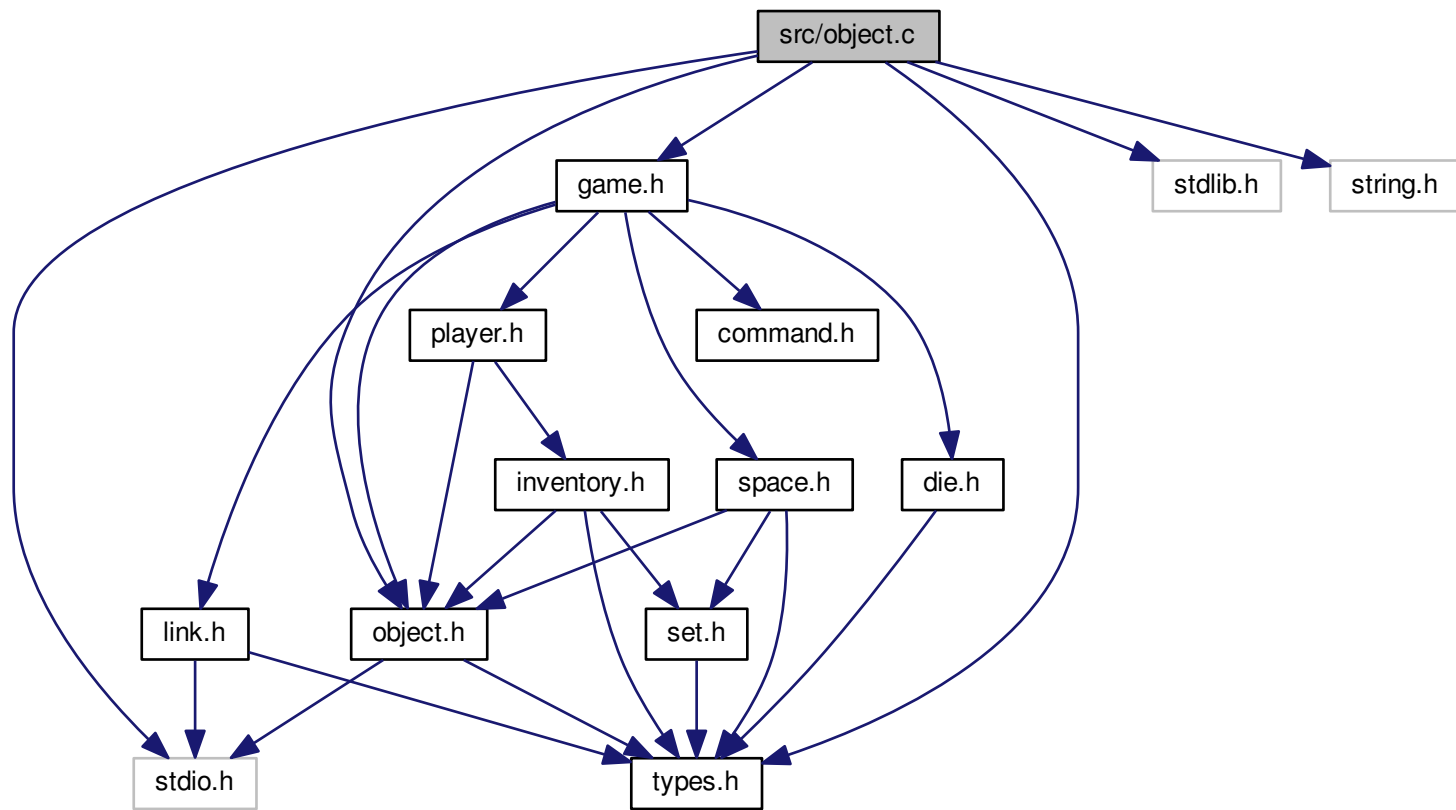 src/object.c
game.h
stdlib.h
string.h
player.h
command.h
inventory.h
space.h
die.h
link.h
object.h
set.h
stdio.h
types.h